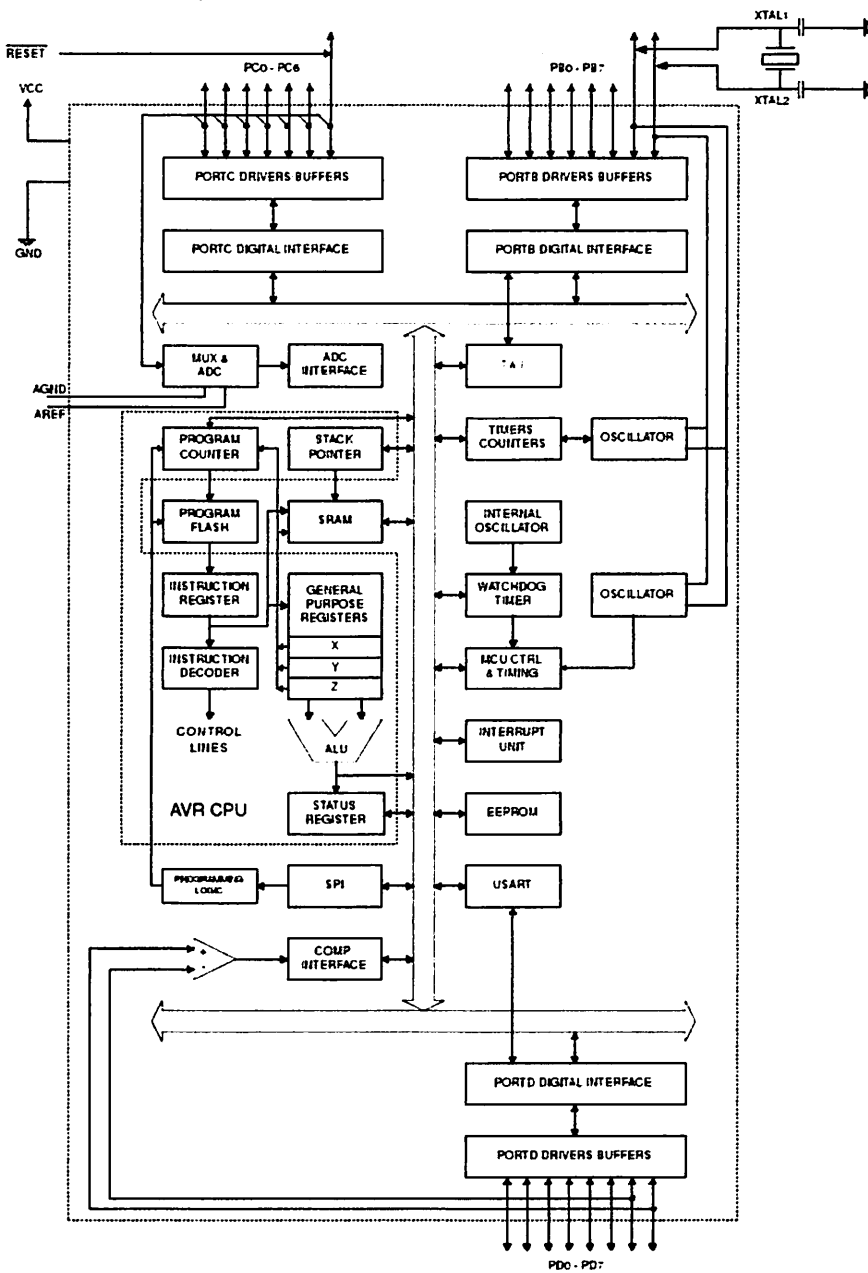 XTAL1
RESET
PC0 - PC6
PB0 - PB7
VCC
XTAL2
PORTC DRIVERS BUFFERS
PORTB DRIVERS BUFFERS
GND
PORTC DIGITAL INTERFACE
PORTB DIGITAL INTERFACE
MUX &
ADC
ADC
INTERFACE
AGND
AREF
PROGRAM
COUNTER
STACK
POINTER
TIMERS
COUNTERS
OSCILLATOR
PROGRAM
FLASH
SRAM
INTERNAL
OSCILLATOR
INSTRUCTION
REGISTER
GENERAL
PURPOSE
REGISTERS
WATCHDOG
TIMER
OSCILLATOR
X
INSTRUCTION
DECODER
Y
MCU CTRL
& TIMING
Z
CONTROL
LINES
ALU
INTERRUPT
UNIT
AVR CPU
STATUS
REGISTER
EEPROM
PROGRAMMING
LOGIC
SPI
USART
+
-
COMP
INTERFACE
PORTD DIGITAL INTERFACE
PORTD DRIVERS BUFFERS
PD0 - PD7